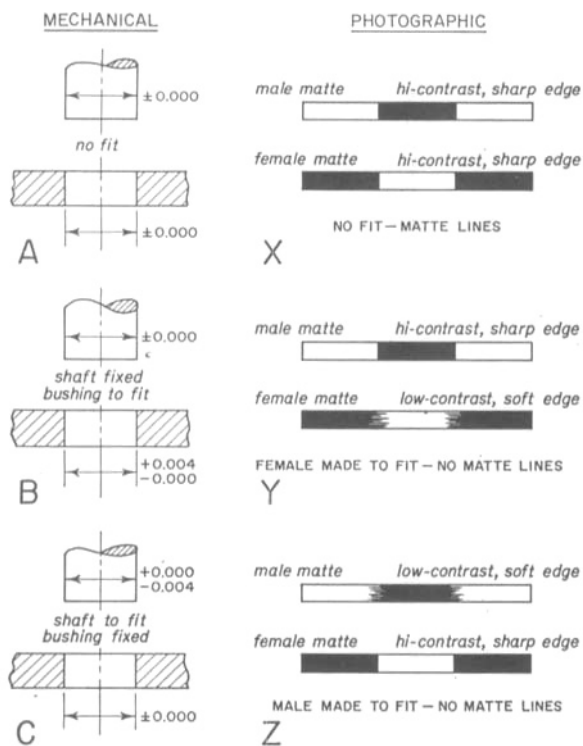 MECHANICAL
PHOTOGRAPHIC
±0.000
no fit
±0.000
A
male matte hi-contrast, sharp edge
female matte hi-contrast, sharp edge
NO FIT—MATTE LINES
X
±0.000
shaft fixed
bushing to fit
+0.004
-0.000
B
male matte hi-contrast, sharp edge
female matte low-contrast, soft edge
FEMALE MADE TO FIT—NO MATTE LINES
Y
+0.000
-0.004
shaft to fit
bushing fixed
±0.000
C
male matte low-contrast, soft edge
female matte hi-contrast, sharp edge
MALE MADE TO FIT—NO MATTE LINES
Z